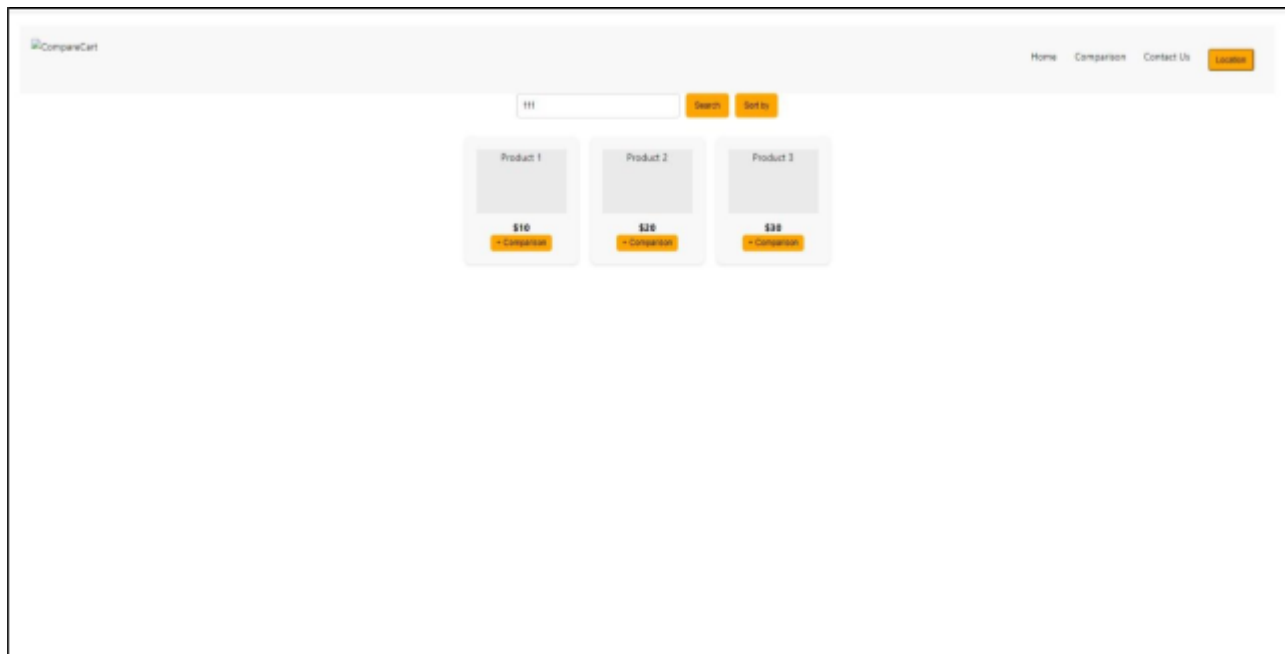 CompareCart
Home Comparison Contact Us Location
ttt Search Sort by
Product 1 Product 2 Product 3
$10 $20 $30
+ Comparison + Comparison + Comparison